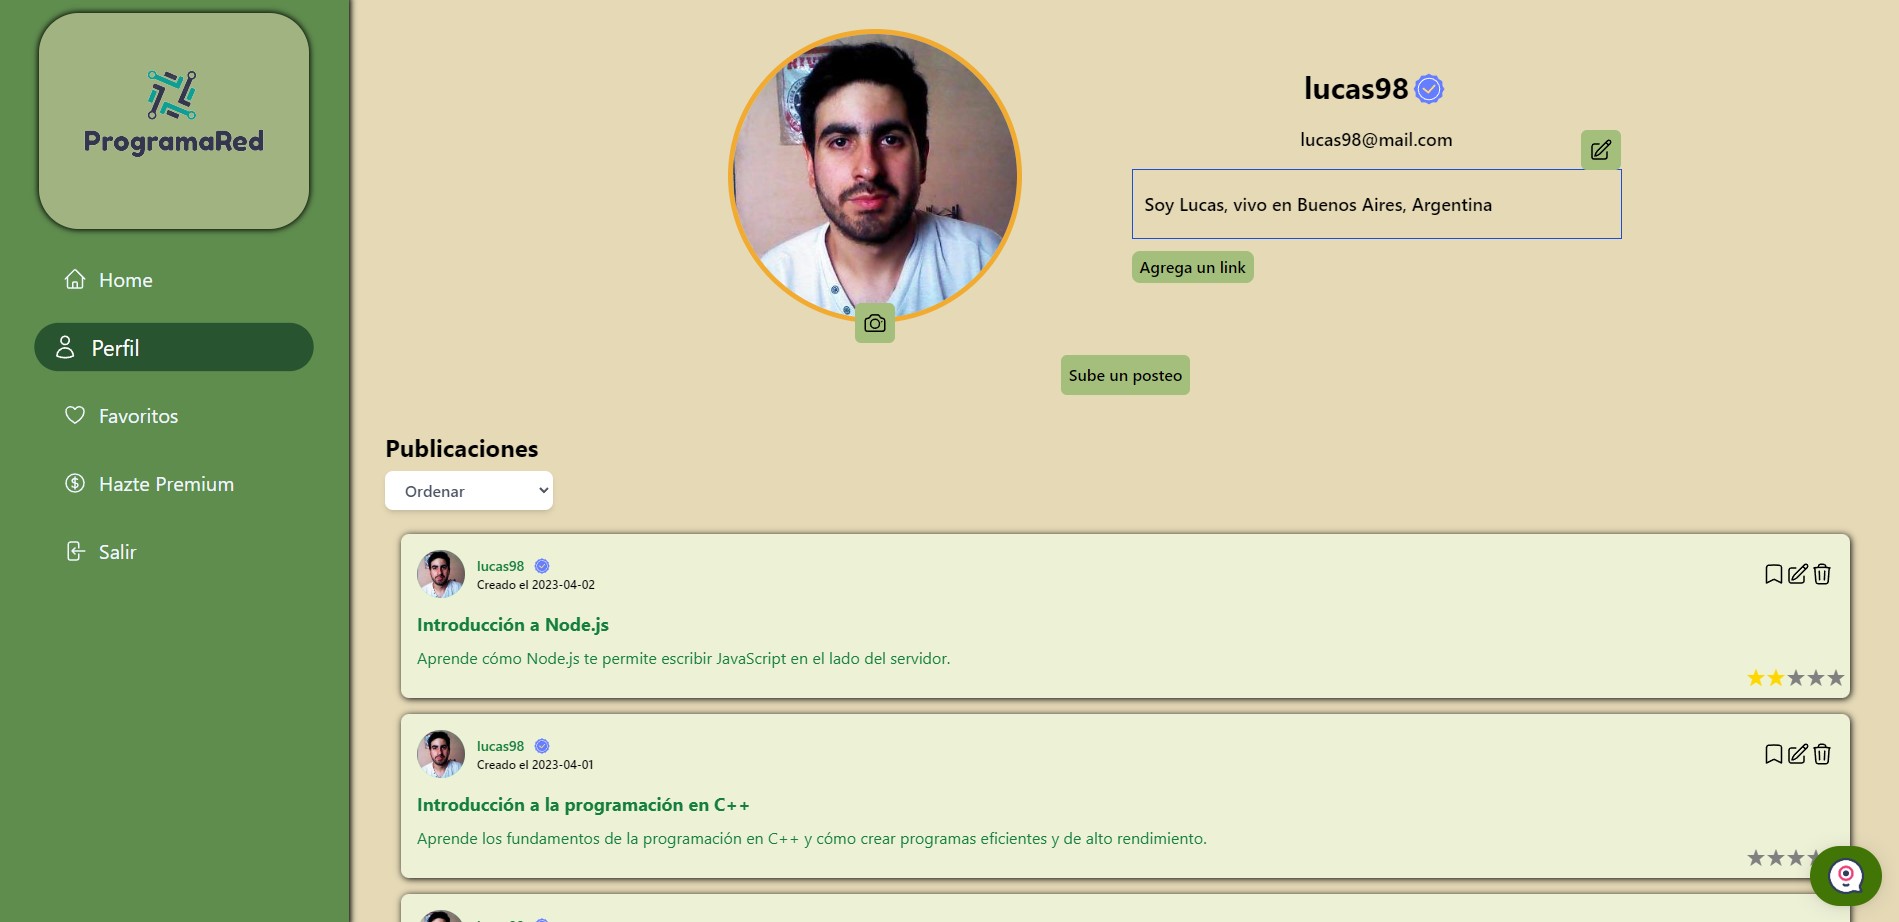 ProgramaRed
Home
Perfil
Favoritos
Hazte Premium
Salir
lucas98
lucas98@mail.com
Soy Lucas, vivo en Buenos Aires, Argentina
Agrega un link
Sube un posteo
Publicaciones
Ordenar
lucas98
Creado el 2023-04-02
Introducción a Node.js
Aprende cómo Node.js te permite escribir JavaScript en el lado del servidor.
lucas98
Creado el 2023-04-01
Introducción a la programación en C++
Aprende los fundamentos de la programación en C++ y cómo crear programas eficientes y de alto rendimiento.